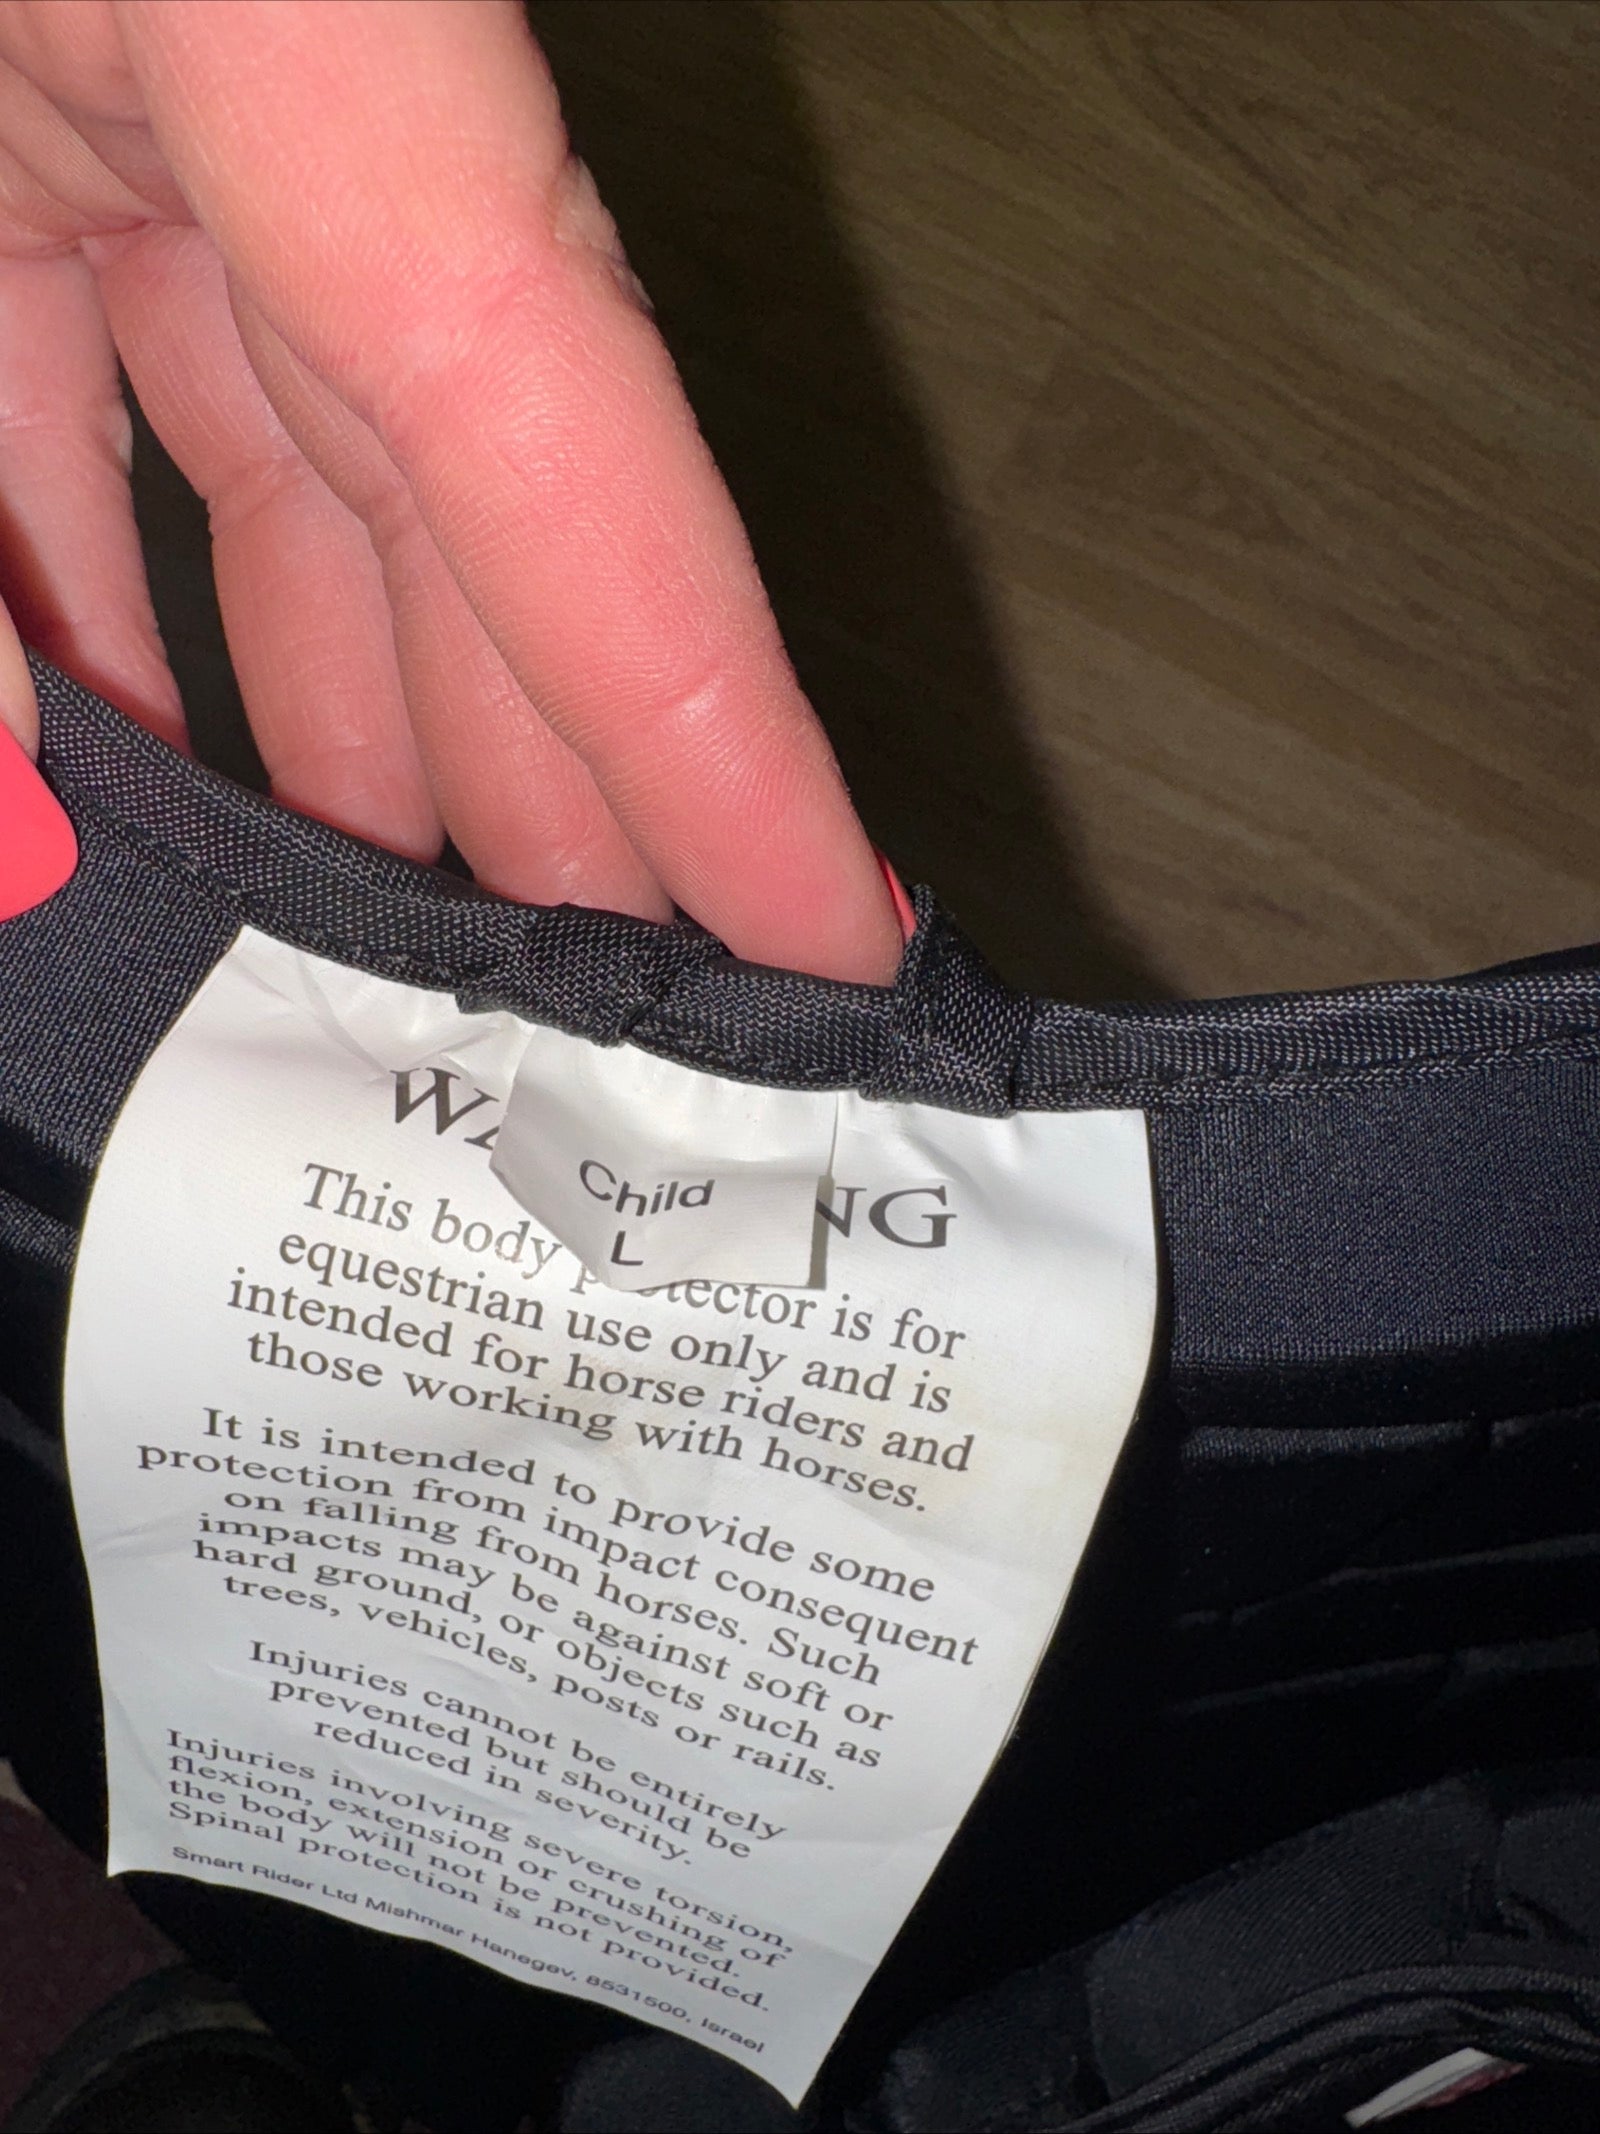 Child
L
This body
is for
equestrian use only and is
intended for horse riders and
those working with horses.
It is intended to provide some
protection from impact consequent
on falling from horses. Such
impacts may be against soft or
hard ground, or objects such as
trees, vehicles, posts or rails.
Injuries cannot be entirely
prevented but should be
reduced in severity.
Injuries involving severe torsion,
flexion, extension or crushing of
the body will not be prevented.
Spinal protection is not provided.
Smart Rider Ltd Mishmar Hanegev, 8531500, Israel